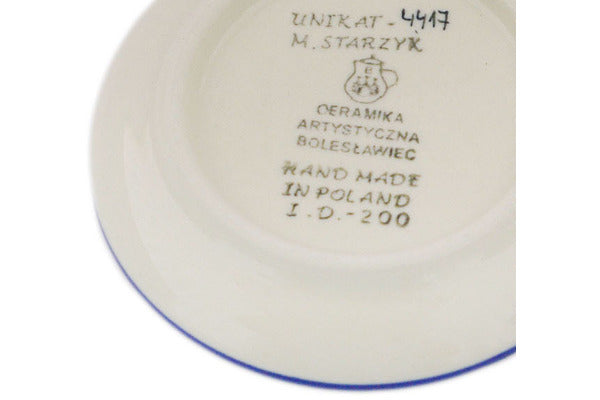 UNIKAT - 4417
M. STARZYK
CERAMIKA
ARTYSTYCZNA
BOLESŁAWIEC
HAND MADE
IN POLAND
I.D.-200